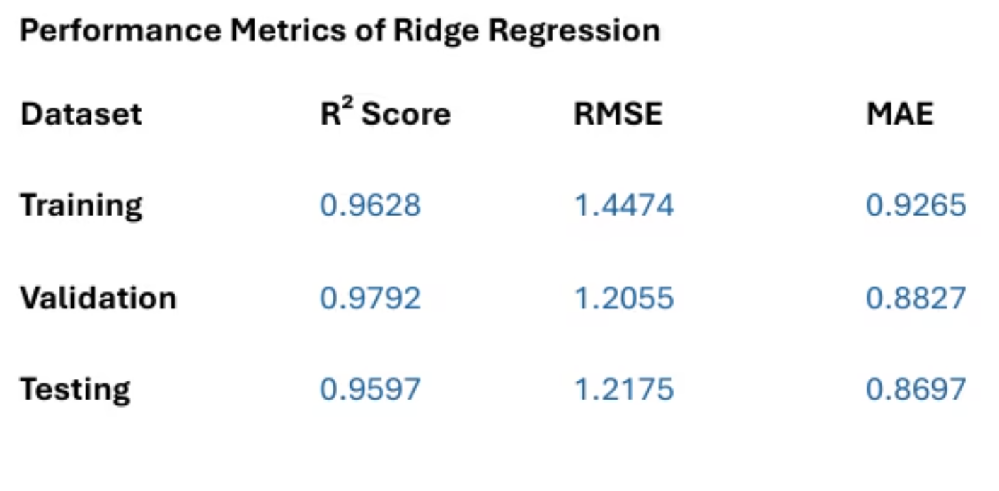 Performance Metrics of Ridge Regression
Dataset R² Score RMSE MAE
Training 0.9628 1.4474 0.9265
Validation 0.9792 1.2055 0.8827
Testing 0.9597 1.2175 0.8697